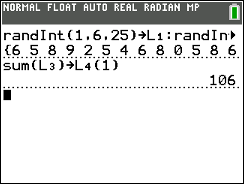 NORMAL FLOAT AUTO REAL RADIAN MP
randInt(1,6,25)→L₁:randIn
{6 5 8 9 2 5 4 6 8 0 5 8 6
sum(L₃)→L₄(1)
106